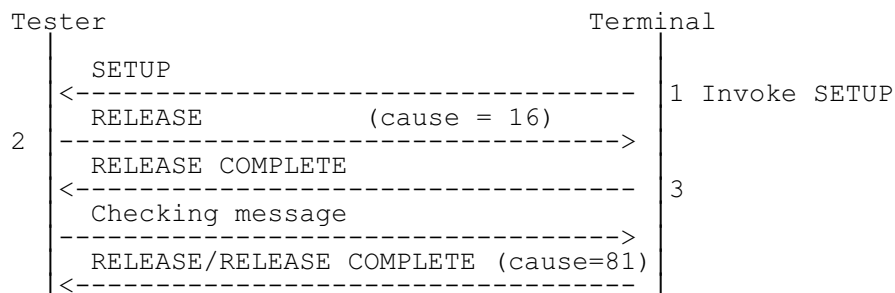 Tester Terminal
SETUP
<----------------------------------- 1 Invoke SETUP
RELEASE (cause = 16)
2 ----------------------------------->
RELEASE COMPLETE
<----------------------------------- 3
Checking message
----------------------------------->
RELEASE/RELEASE COMPLETE (cause=81)
<-----------------------------------